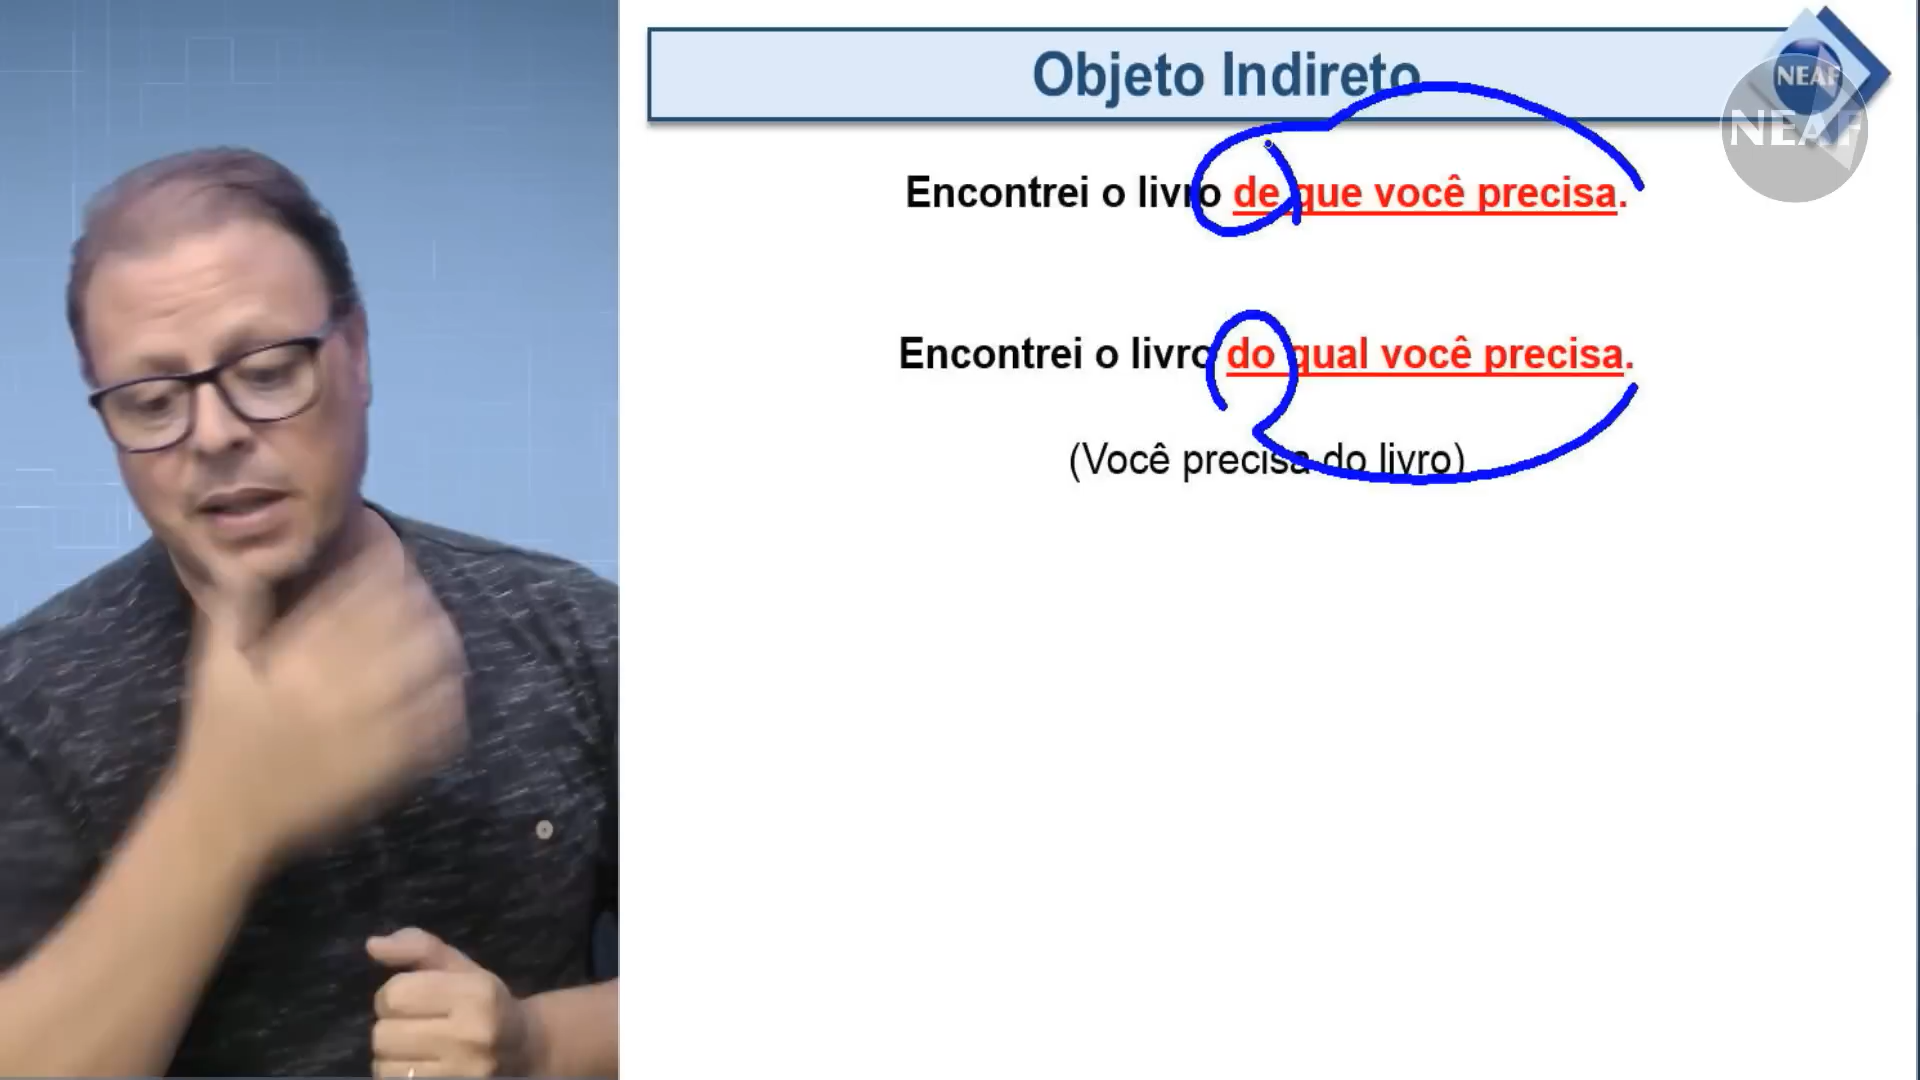 Objeto Indireto
NEAF
NEAF
Encontrei o livro de que você precisa.
Encontrei o livro do qual você precisa.
(Você precisa do livro)